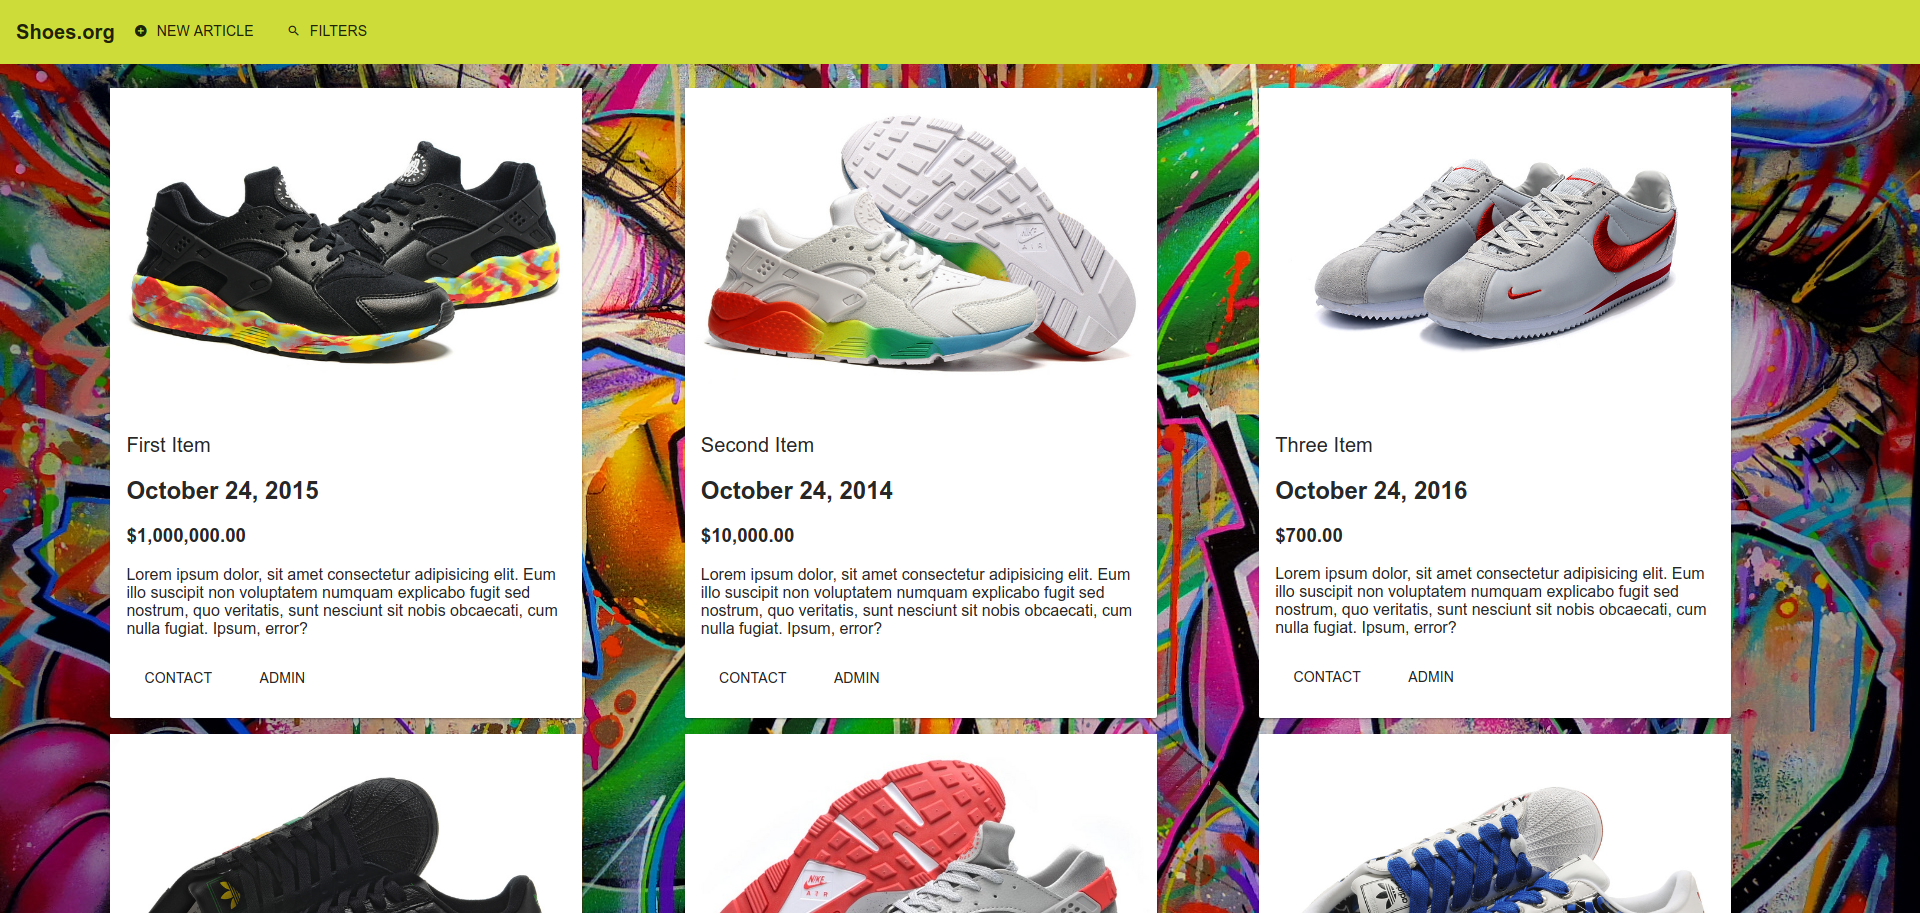 Shoes.org NEW ARTICLE FILTERS
First Item
October 24, 2015
$1,000,000.00
Lorem ipsum dolor, sit amet consectetur adipisicing elit. Eum
illo suscipit non voluptatem numquam explicabo fugit sed
nostrum, quo veritatis, sunt nesciunt sit nobis obcaecati, cum
nulla fugiat. Ipsum, error?
CONTACT ADMIN
AIR
Second Item
October 24, 2014
$10,000.00
Lorem ipsum dolor, sit amet consectetur adipisicing elit. Eum
illo suscipit non voluptatem numquam explicabo fugit sed
nostrum, quo veritatis, sunt nesciunt sit nobis obcaecati, cum
nulla fugiat. Ipsum, error?
CONTACT ADMIN
Three Item
October 24, 2016
$700.00
Lorem ipsum dolor, sit amet consectetur adipisicing elit. Eum
illo suscipit non voluptatem numquam explicabo fugit sed
nostrum, quo veritatis, sunt nesciunt sit nobis obcaecati, cum
nulla fugiat. Ipsum, error?
CONTACT ADMIN
NIKE
AIR